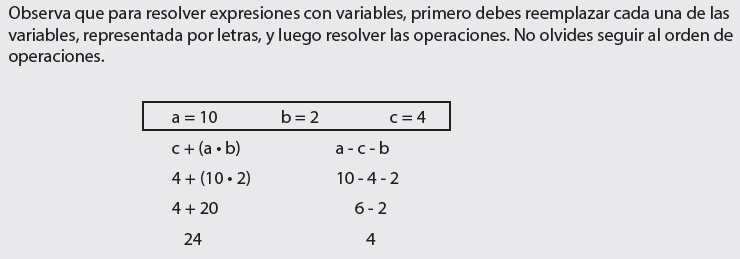 Observa que para resolver expresiones con variables, primero debes reemplazar cada una de las
variables, representada por letras, y luego resolver las operaciones. No olvides seguir al orden de
operaciones.
a = 10 b = 2 c = 4
c + (a • b) a - c - b
4 + (10 • 2) 10 - 4 - 2
4 + 20 6 - 2
24 4